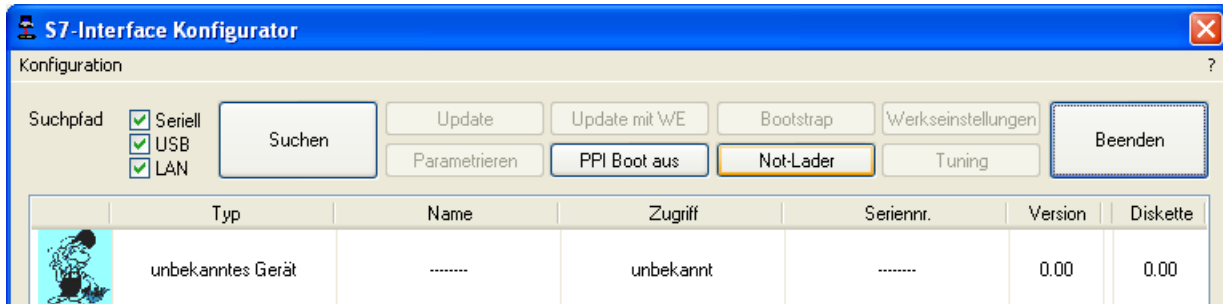 S7-Interface Konfigurator
Konfiguration ?
Suchpfad Seriell Suchen Update Update mit WE Bootstrap Werkseinstellungen Beenden
USB
LAN Parametrieren PPI Boot aus Not-Lader Tuning
Typ Name Zugriff Seriennr. Version Diskette
unbekanntes Gerät -------- unbekannt -------- 0.00 0.00